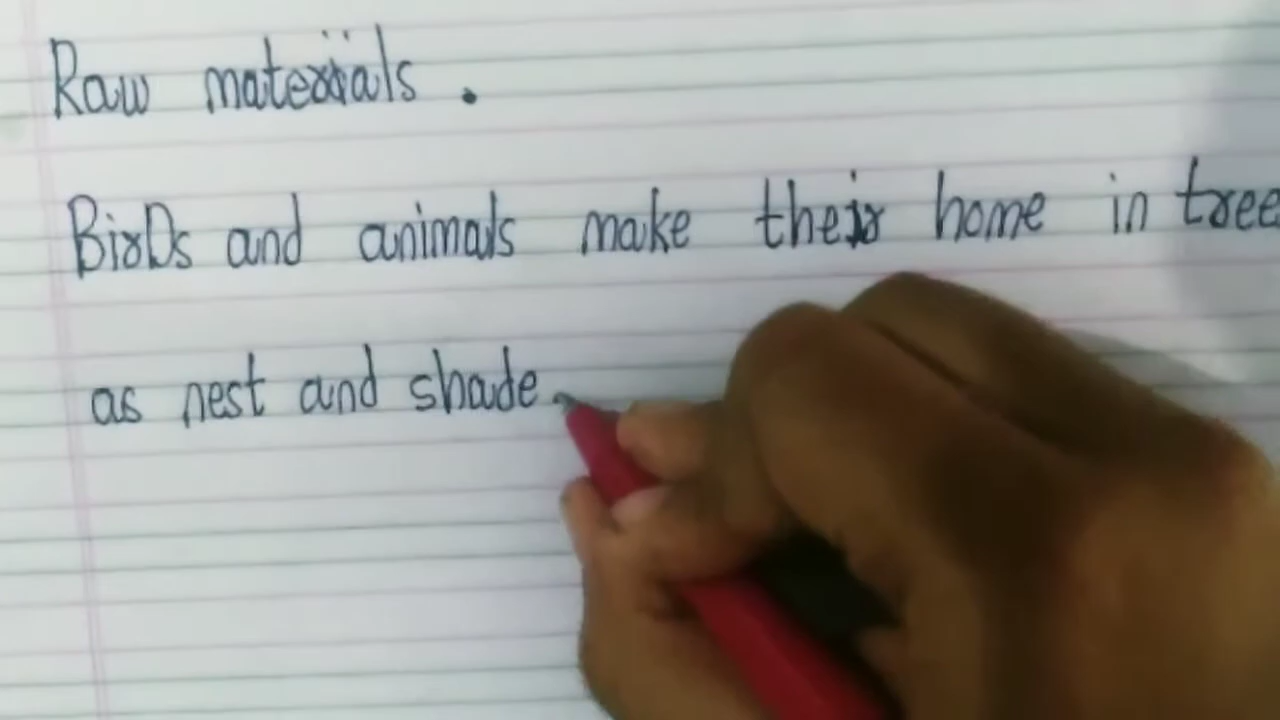 Raw materials .
BirDs and animals make their home in tree
as nest and shade